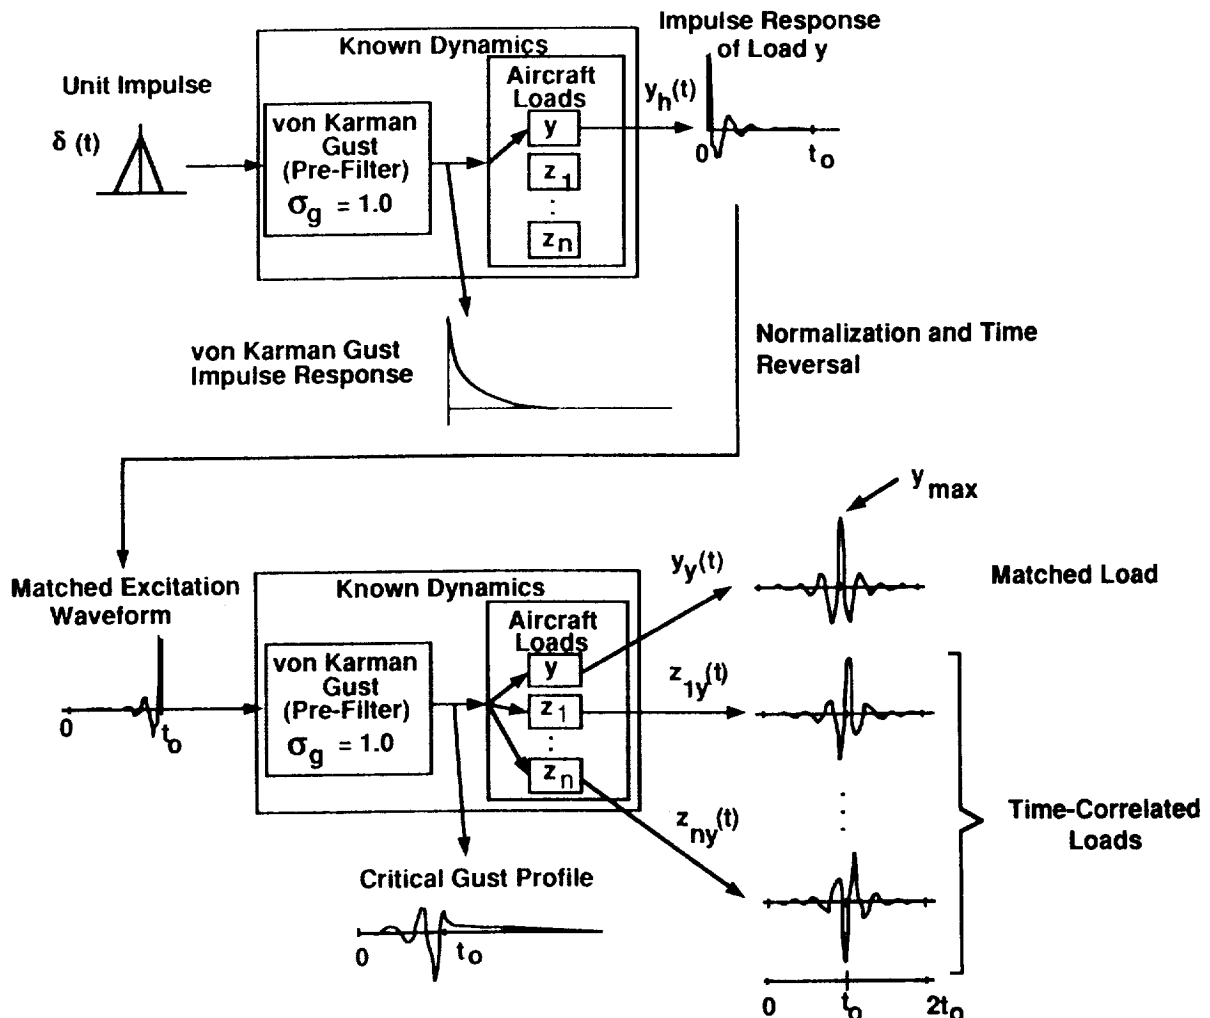 Impulse Response
of Load y
Known Dynamics
Unit Impulse
Aircraft
Loads
y_h(t)
δ (t)
von Karman
Gust
(Pre-Filter)
σ_g = 1.0
y
z_1
⋮
z_n
0
t_o
von Karman Gust
Impulse Response
Normalization and Time
Reversal
y_max
Matched Excitation
Waveform
Known Dynamics
y_y(t)
Matched Load
Aircraft
Loads
von Karman
Gust
(Pre-Filter)
σ_g = 1.0
y
z_1
⋮
z_n
z_1y(t)
0
t_o
z_ny(t)
⋮
Time-Correlated
Loads
Critical Gust Profile
0
t_o
0
t_o
2t_o